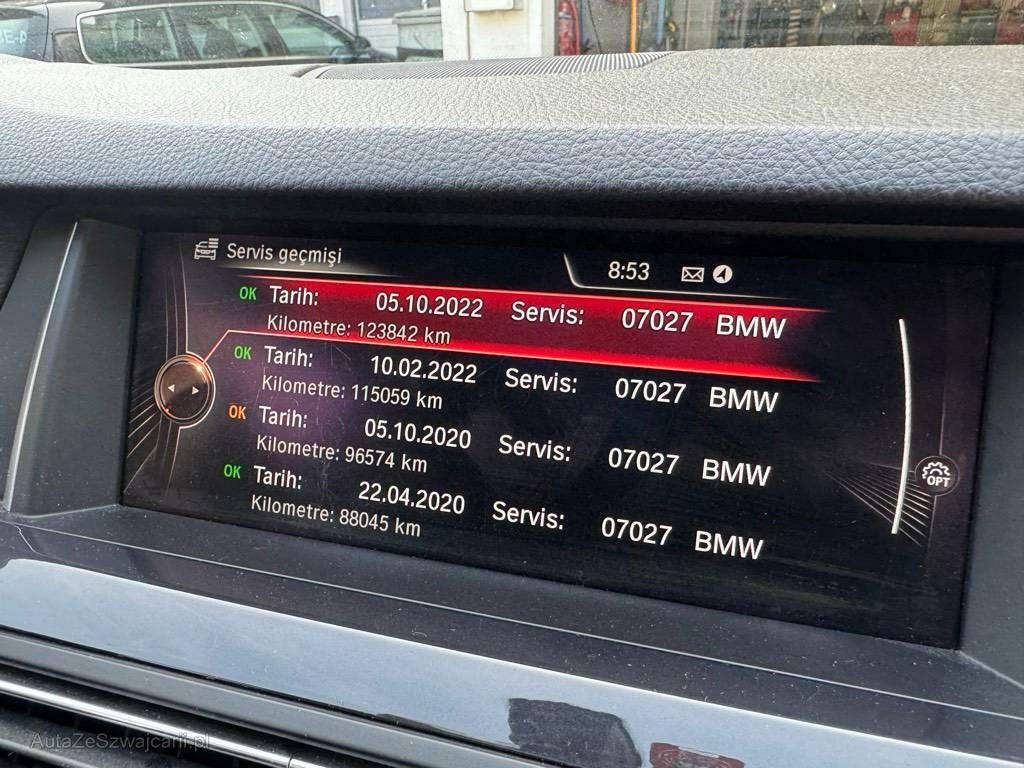 Servis geçmişi
8:53
OK Tarih: 05.10.2022 Servis: 07027 BMW
Kilometre: 123842 km
OK Tarih: 10.02.2022 Servis: 07027 BMW
Kilometre: 115059 km
OK Tarih: 05.10.2020 Servis: 07027 BMW
Kilometre: 96574 km
OK Tarih: 22.04.2020 Servis: 07027 BMW
Kilometre: 88045 km
OPT
AutaZeSzwajcarii.pl